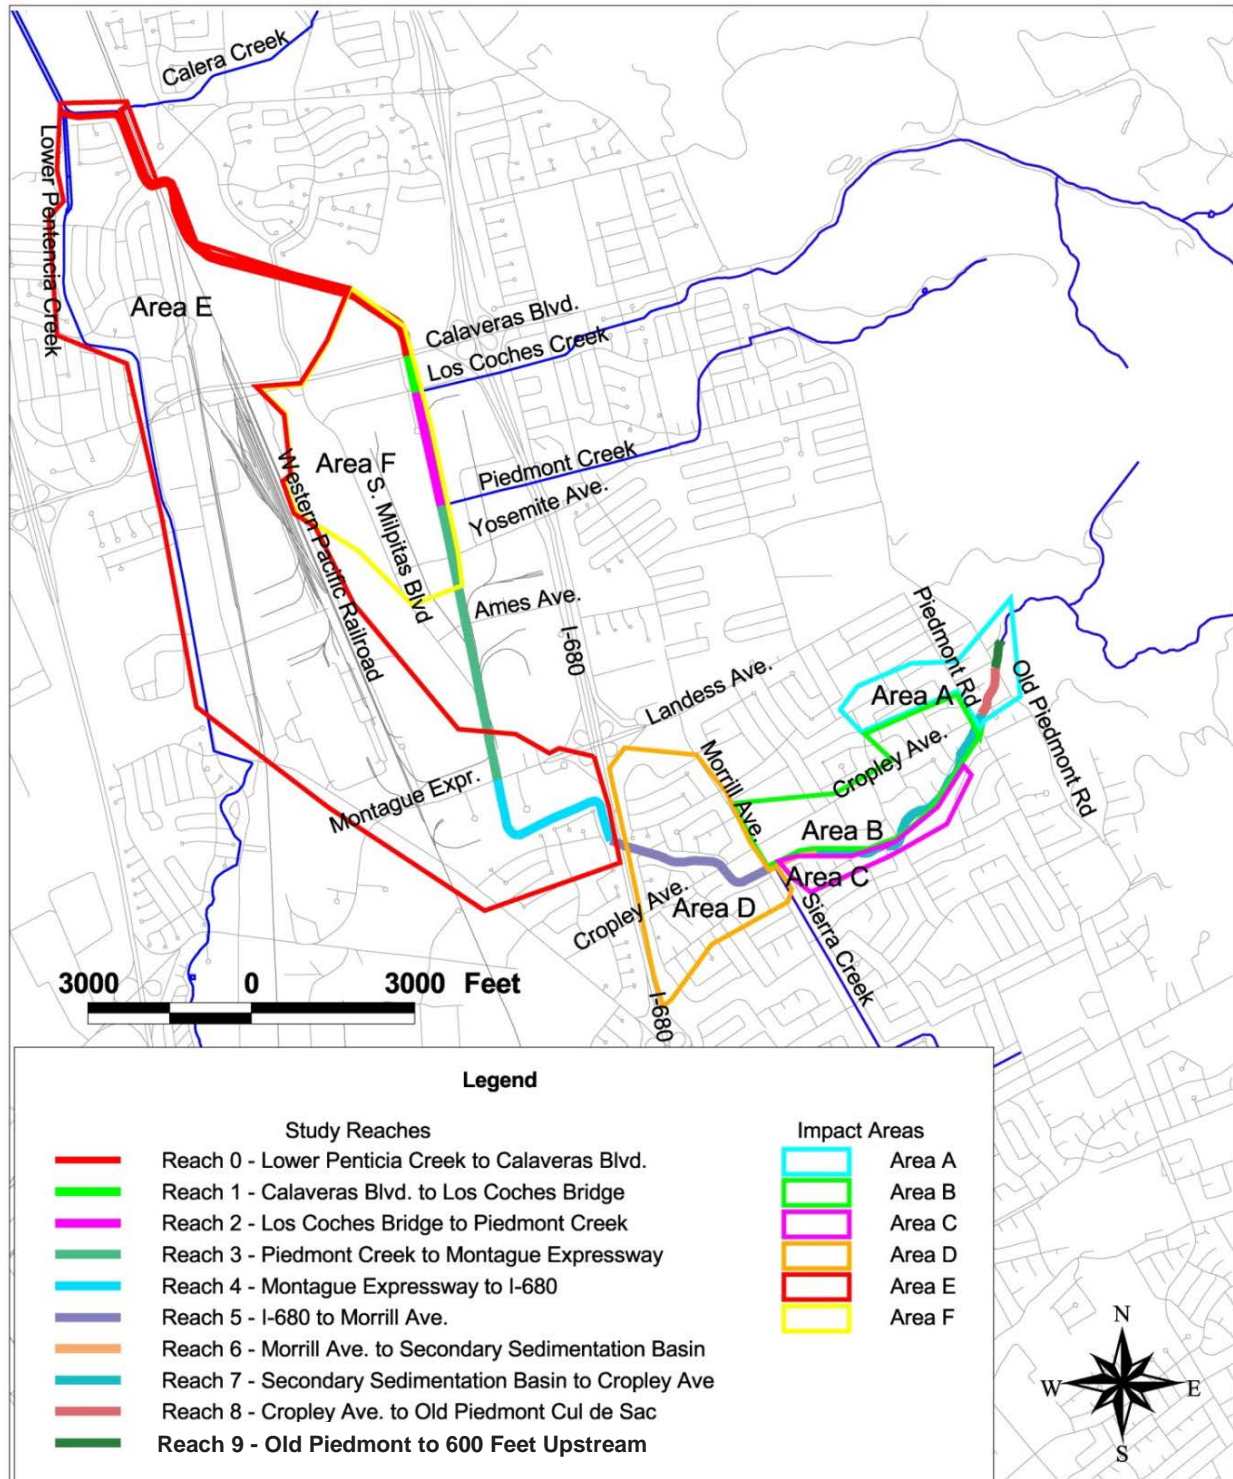 Calera Creek
Lower Pentencia Creek
Area E
Calaveras Blvd.
Los Coches Creek
Area F
Western Pacific Railroad
S. Milpitas Blvd
Piedmont Creek
Yosemite Ave.
Ames Ave.
I-680
Piedmont Rd
Old Piedmont Rd
Landess Ave.
Area A
Morrill Ave.
Cropley Ave.
Montague Expr.
Area B
Area C
Cropley Ave.
Area D
Sierra Creek
I-680
3000 0 3000 Feet
Legend
Study Reaches
Reach 0 - Lower Penticia Creek to Calaveras Blvd.
Reach 1 - Calaveras Blvd. to Los Coches Bridge
Reach 2 - Los Coches Bridge to Piedmont Creek
Reach 3 - Piedmont Creek to Montague Expressway
Reach 4 - Montague Expressway to I-680
Reach 5 - I-680 to Morrill Ave.
Reach 6 - Morrill Ave. to Secondary Sedimentation Basin
Reach 7 - Secondary Sedimentation Basin to Cropley Ave
Reach 8 - Cropley Ave. to Old Piedmont Cul de Sac
Reach 9 - Old Piedmont to 600 Feet Upstream
Impact Areas
Area A
Area B
Area C
Area D
Area E
Area F
N
W E
S